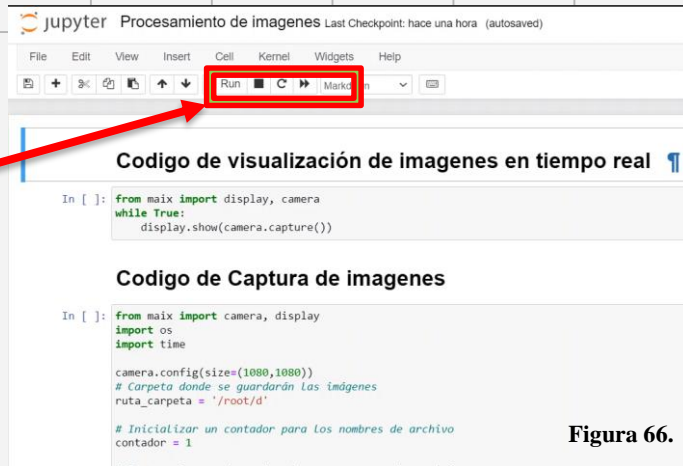 jupyter Procesamiento de imagenes Last Checkpoint: hace una hora (autosaved)
File Edit View Insert Cell Kernel Widgets Help
Run
Codigo de visualización de imagenes en tiempo real ¶
In [ ]: from maix import display, camera
while True:
    display.show(camera.capture())
Codigo de Captura de imagenes
In [ ]: from maix import camera, display
import os
import time
camera.config(size=(1080,1080))
# Carpeta donde se guardarán las imágenes
ruta_carpeta = '/root/d'
# Inicializar un contador para los nombres de archivo
contador = 1
Figura 66.